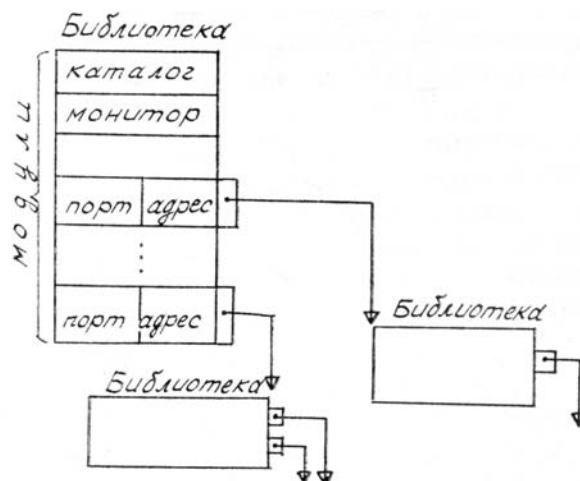 Библиотека
каталог
монитор
модули
порт адрес
порт адрес
Библиотека
Библиотека